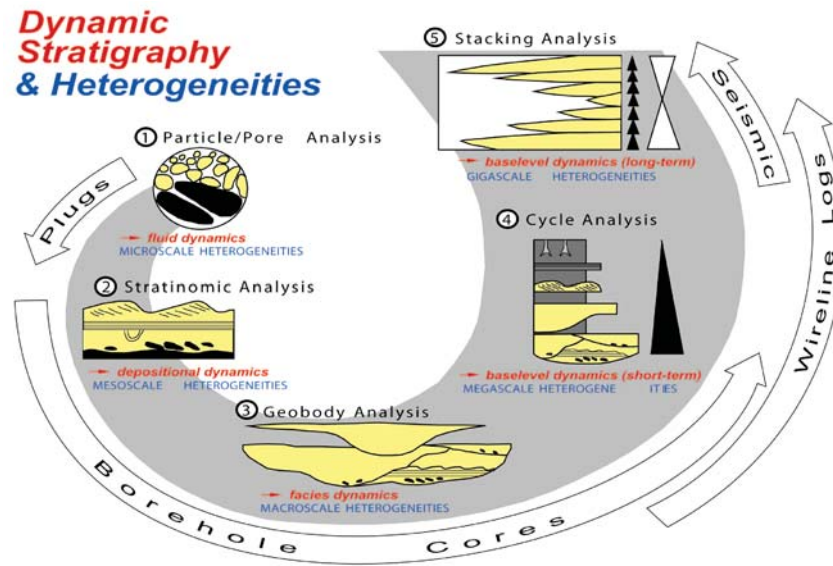 Dynamic
Stratigraphy
& Heterogeneities
1 Particle/Pore Analysis
→ fluid dynamics
MICROSCALE HETEROGENEITIES
Plugs
2 Stratinomic Analysis
→ depositional dynamics
MESOSCALE HETEROGENEITIES
3 Geobody Analysis
→ facies dynamics
MACROSCALE HETEROGENEITIES
Borehole Cores
4 Cycle Analysis
→ baselevel dynamics (short-term)
MEGASCALE HETEROGENE ITIES
5 Stacking Analysis
→ baselevel dynamics (long-term)
GIGASCALE HETEROGENEITIES
Seismic
Wireline Logs